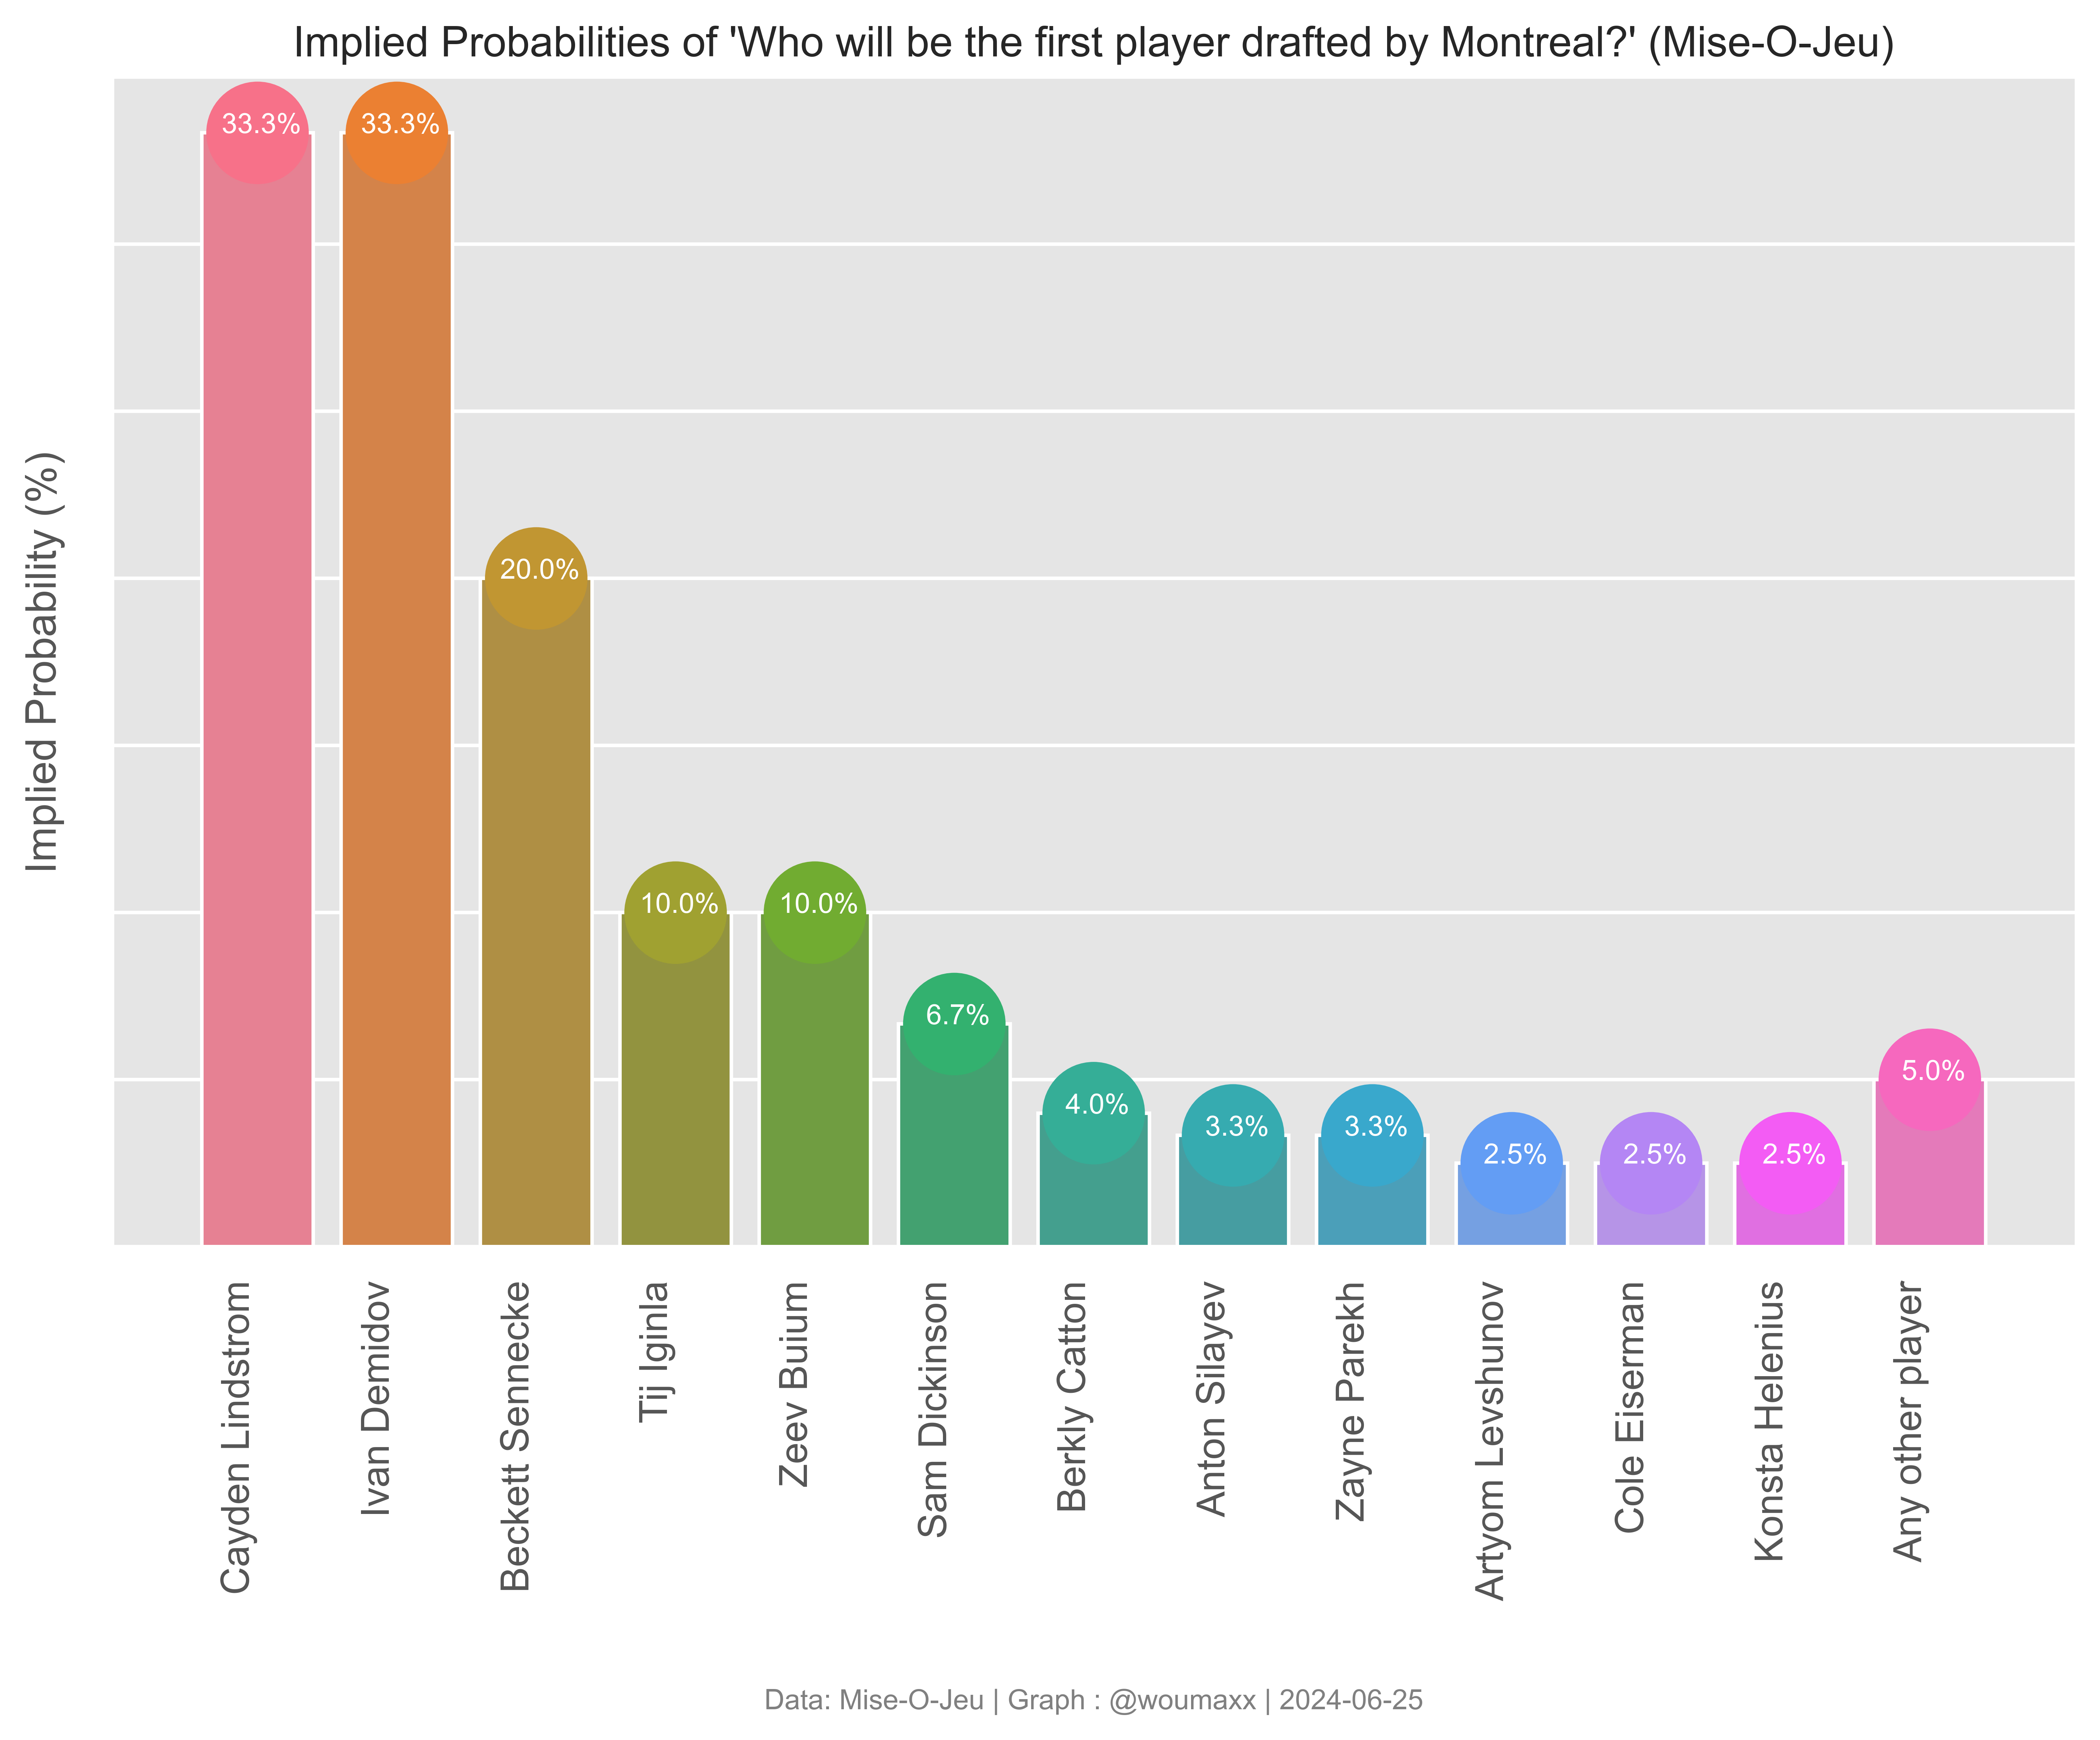 Implied Probabilities of 'Who will be the first player drafted by Montreal?' (Mise-O-Jeu)
Implied Probability (%)
33.3%
33.3%
20.0%
10.0%
10.0%
6.7%
4.0%
3.3%
3.3%
2.5%
2.5%
2.5%
5.0%
Cayden Lindstrom
Ivan Demidov
Beckett Sennecke
Tij Iginla
Zeev Buium
Sam Dickinson
Berkly Catton
Anton Silayev
Zayne Parekh
Artyom Levshunov
Cole Eiserman
Konsta Helenius
Any other player
Data: Mise-O-Jeu | Graph : @woumaxx | 2024-06-25